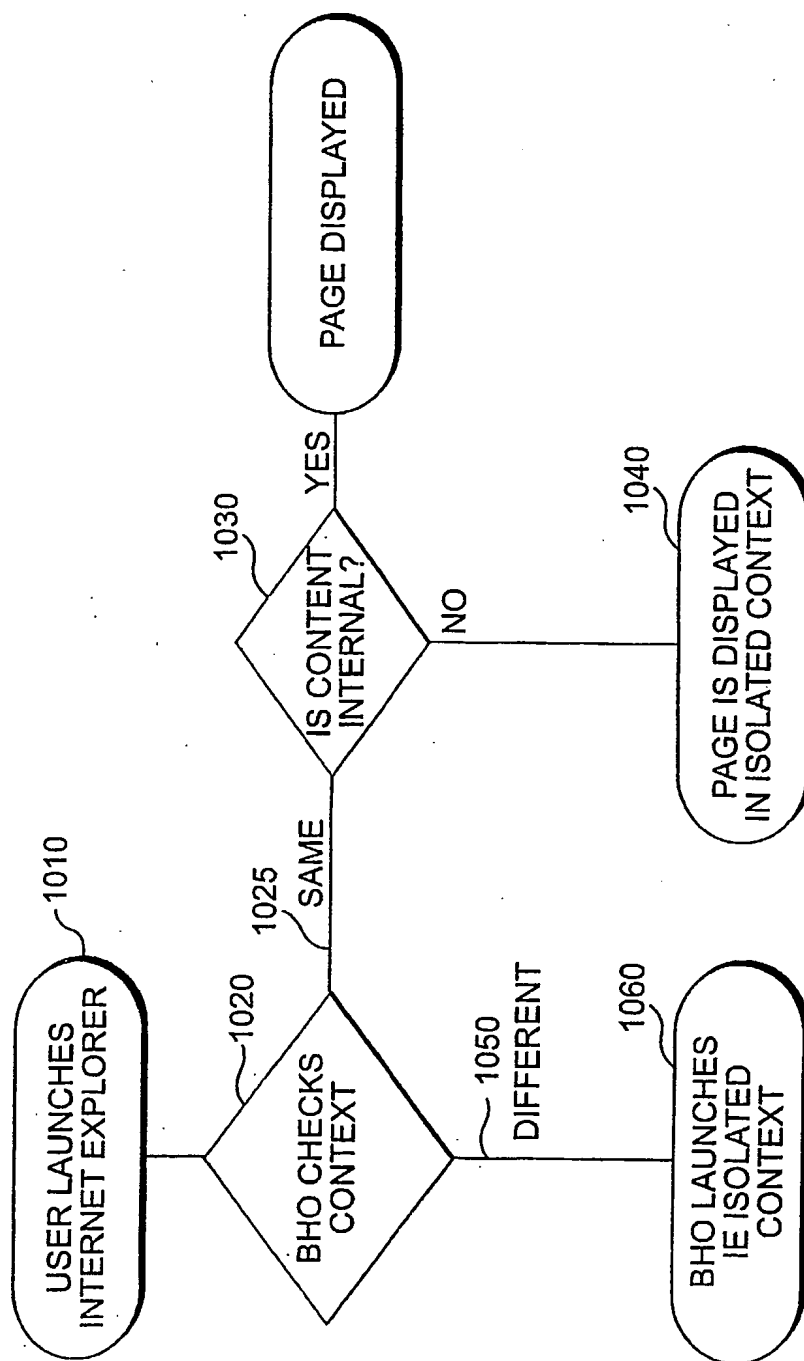 USER LAUNCHES
INTERNET EXPLORER
1010
BHO CHECKS
CONTEXT
1020
1025
SAME
IS CONTENT
INTERNAL?
1030
YES
PAGE DISPLAYED
NO
PAGE IS DISPLAYED
IN ISOLATED CONTEXT
1040
1050
DIFFERENT
BHO LAUNCHES
IE ISOLATED
CONTEXT
1060